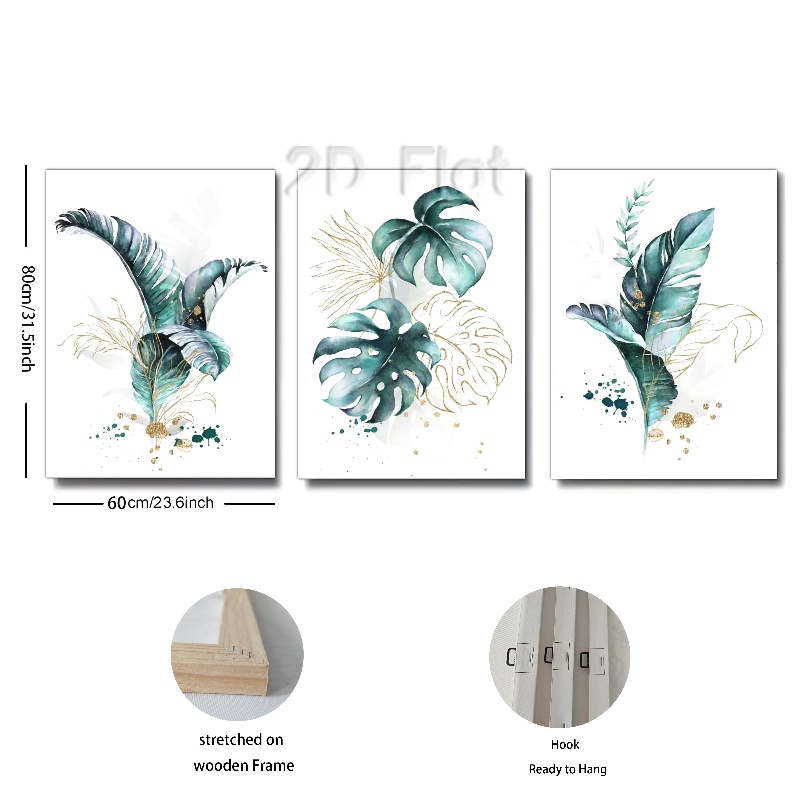 2D Flat
80cm/31.5inch
60cm/23.6inch
stretched on
wooden Frame
Hook
Ready to Hang